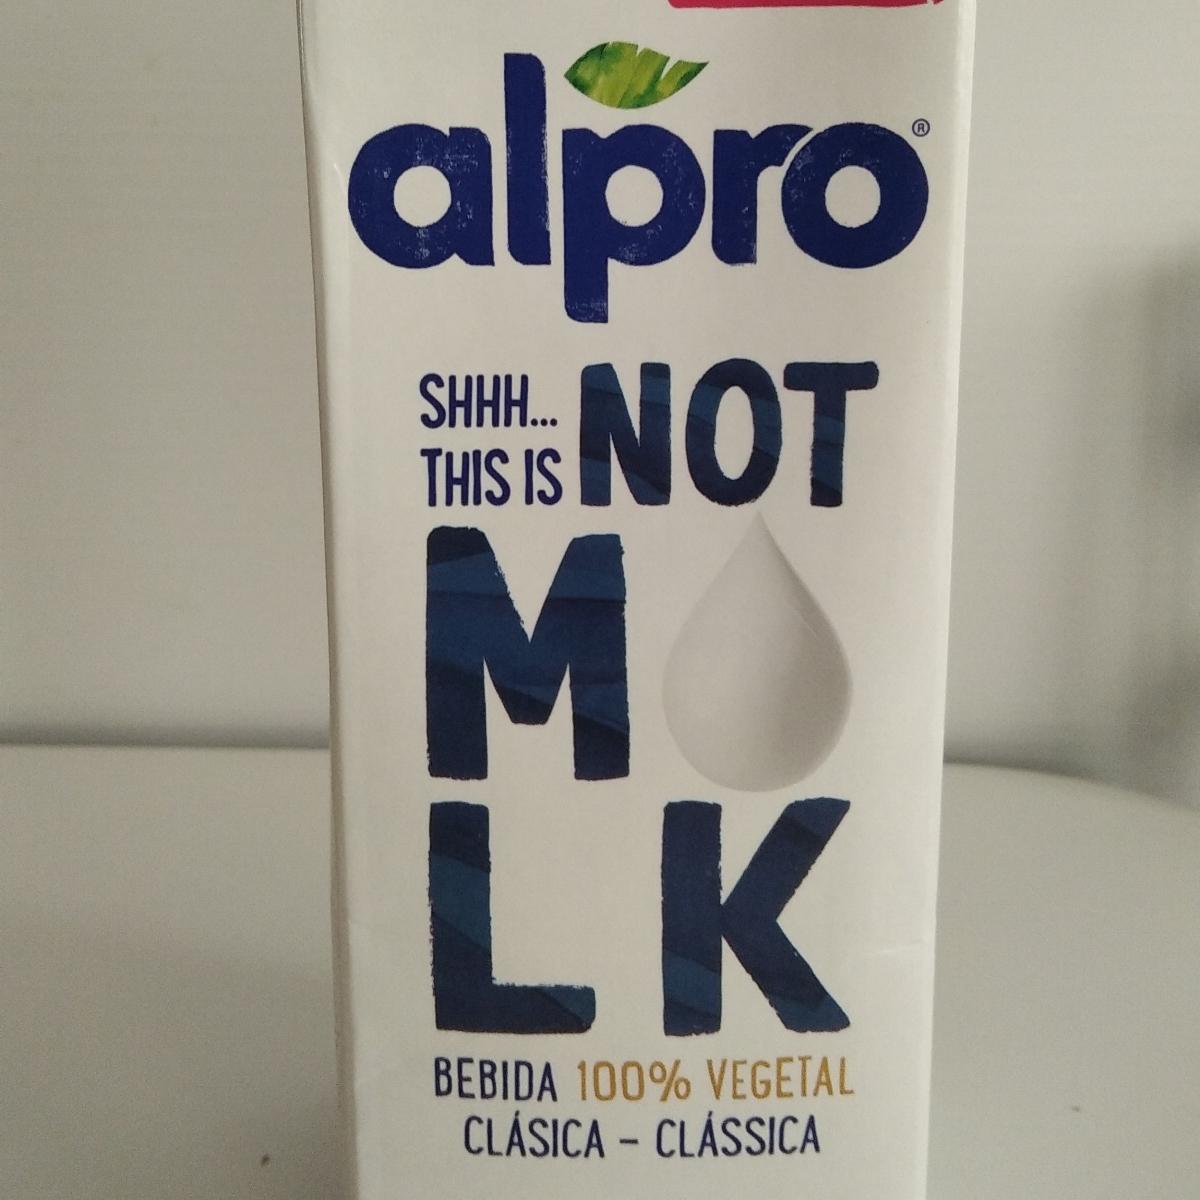 alpro®
SHHH... NOT
THIS IS
M
LK
BEBIDA 100% VEGETAL
CLÁSICA – CLÁSSICA